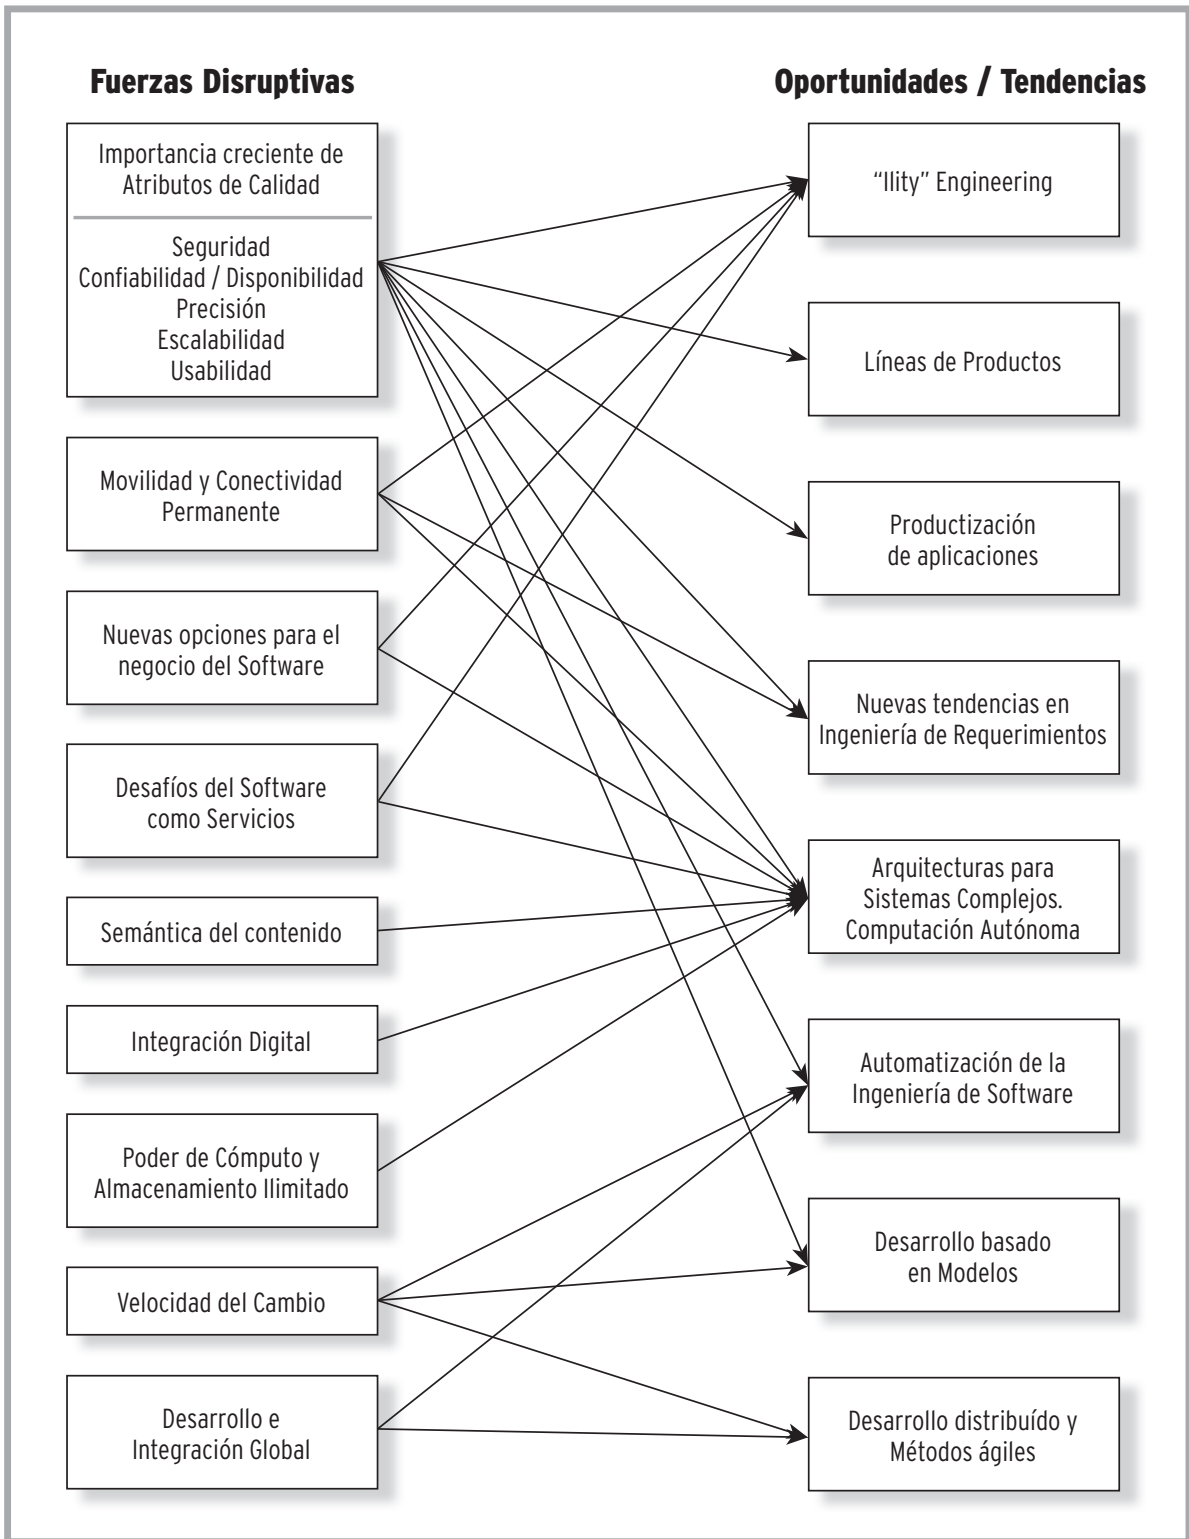 Fuerzas Disruptivas
Importancia creciente de
Atributos de Calidad
Seguridad
Confiabilidad / Disponibilidad
Precisión
Escalabilidad
Usabilidad
Movilidad y Conectividad
Permanente
Nuevas opciones para el
negocio del Software
Desafíos del Software
como Servicios
Semántica del contenido
Integración Digital
Poder de Cómputo y
Almacenamiento Ilimitado
Velocidad del Cambio
Desarrollo e
Integración Global
Oportunidades / Tendencias
“Ility” Engineering
Líneas de Productos
Productización
de aplicaciones
Nuevas tendencias en
Ingeniería de Requerimientos
Arquitecturas para
Sistemas Complejos.
Computación Autónoma
Automatización de la
Ingeniería de Software
Desarrollo basado
en Modelos
Desarrollo distribuído y
Métodos ágiles